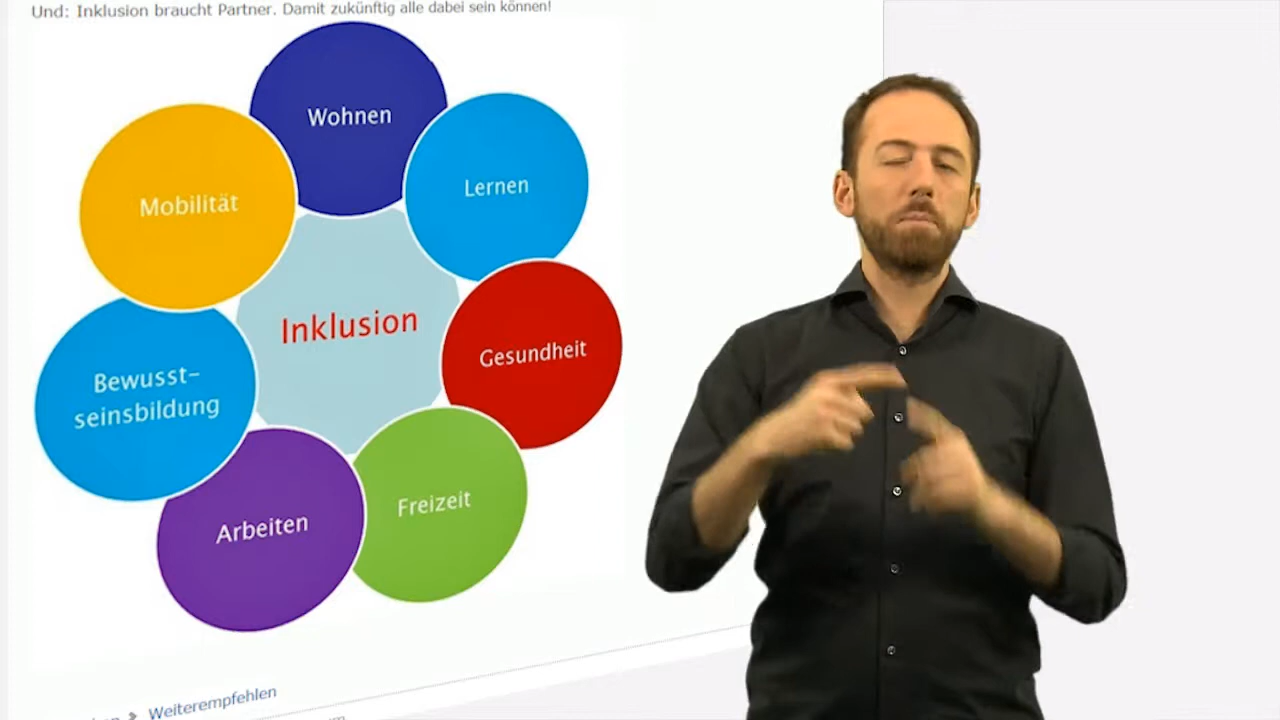 Und: Inklusion braucht Partner. Damit zukünftig alle dabei sein können!
Wohnen
Lernen
Mobilität
Inklusion
Gesundheit
Bewusst-
seinsbildung
Freizeit
Arbeiten
Weiterempfehlen